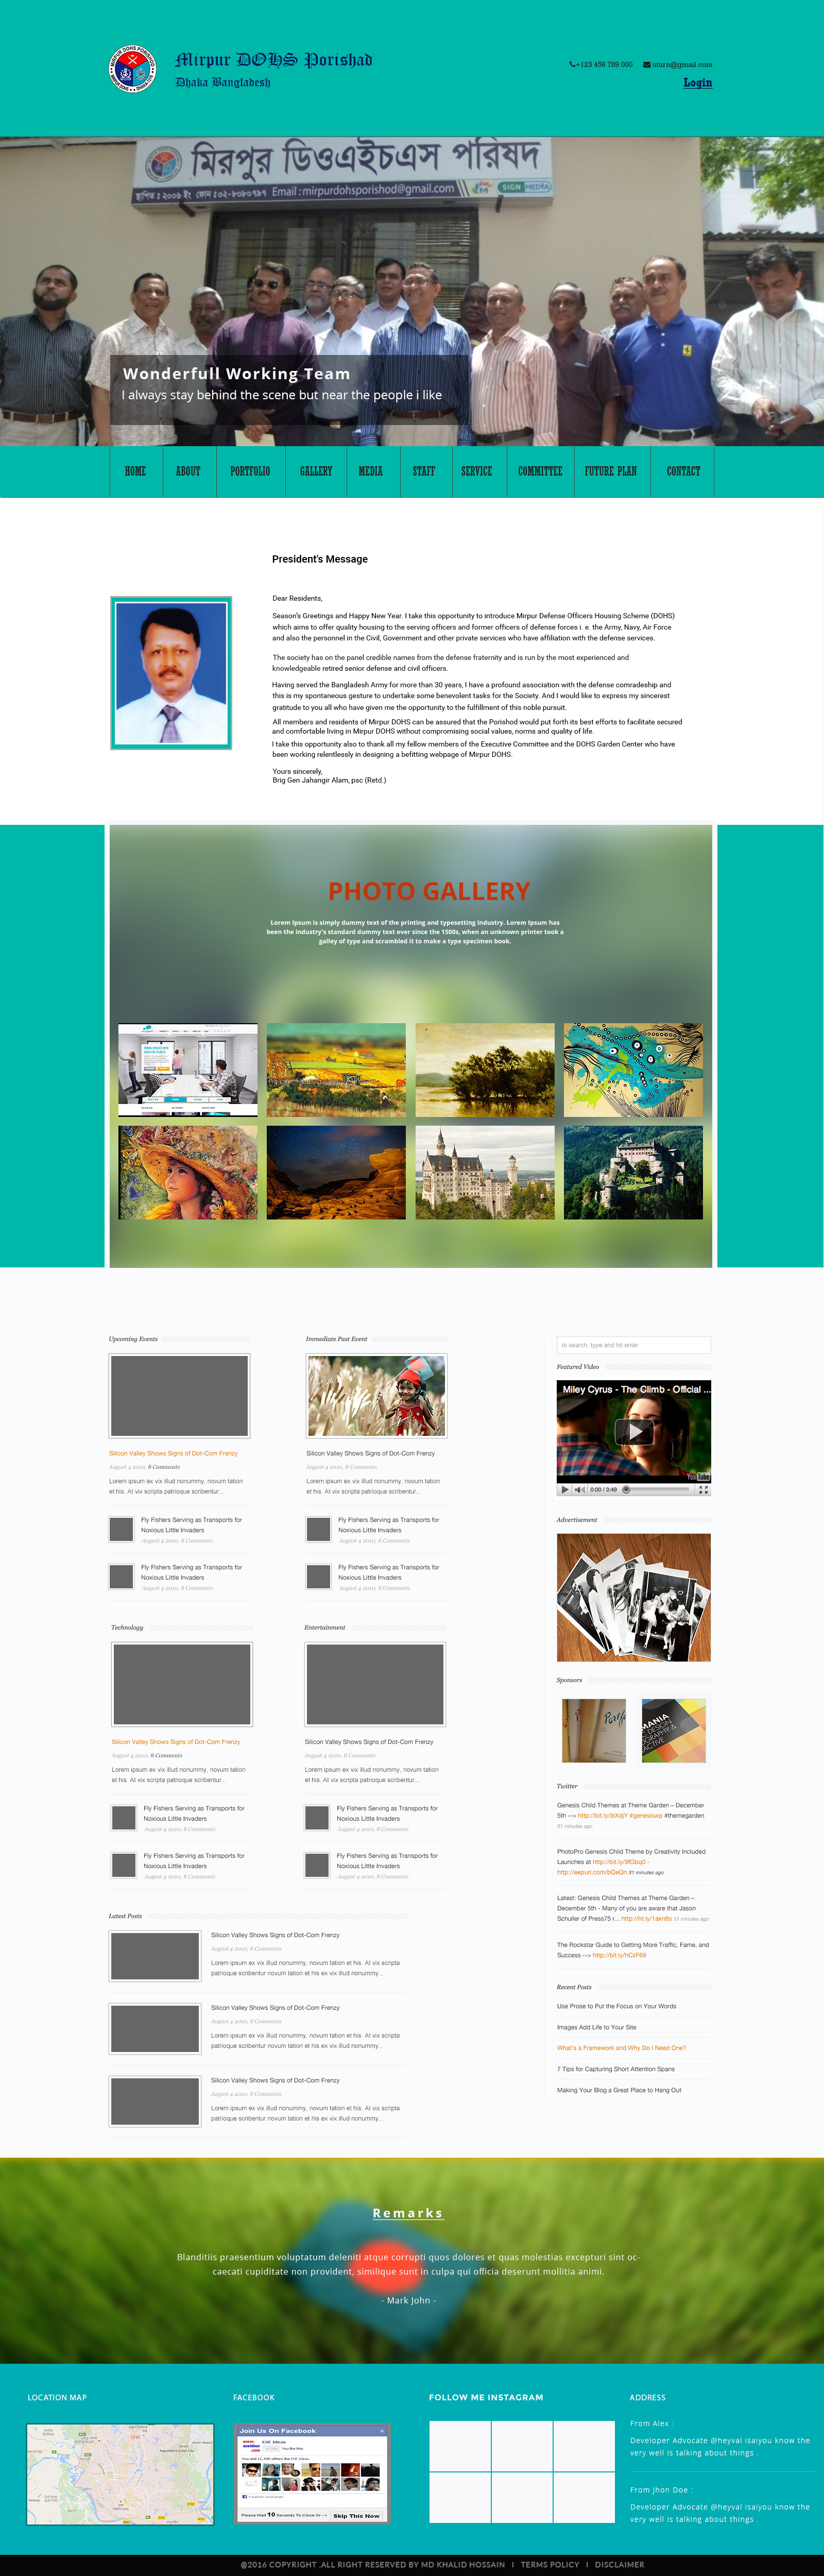 Mirpur DOHS Porishad
Dhaka Bangladesh
+123 456 789 000
uturn@gmail.com
Login
মিরপুর ডিওএইচএস পরিষদ
Email :mirpurdohsporishod@gmail.com
SIGN MEDIA
Wonderfull Working Team
I always stay behind the scene but near the people i like
HOME
ABOUT
PORTFOLIO
GALLERY
MEDIA
STAFF
SERVICE
COMMITTEE
FUTURE PLAN
CONTACT
President's Message
Dear Residents,
Season's Greetings and Happy New Year. I take this opportunity to introduce Mirpur Defense Officers Housing Scheme (DOHS)
which aims to offer quality housing to the serving officers and former officers of defense forces i. e. the Army, Navy, Air Force
and also the personnel in the Civil, Government and other private services who have affiliation with the defense services.
The society has on the panel credible names from the defense fraternity and is run by the most experienced and
knowledgeable retired senior defense and civil officers.
Having served the Bangladesh Army for more than 30 years, I have a profound association with the defense comradeship and
this is my spontaneous gesture to undertake some benevolent tasks for the Society. And I would like to express my sincerest
gratitude to you all who have given me the opportunity to the fulfillment of this noble pursuit.
All members and residents of Mirpur DOHS can be assured that the Porishod would put forth its best efforts to facilitate secured
and comfortable living in Mirpur DOHS without compromising social values, norms and quality of life.
I take this opportunity also to thank all my fellow members of the Executive Committee and the DOHS Garden Center who have
been working relentlessly in designing a befitting webpage of Mirpur DOHS.
Yours sincerely,
Brig Gen Jahangir Alam, psc (Retd.)
PHOTO GALLERY
Lorem Ipsum is simply dummy text of the printing and typesetting industry. Lorem Ipsum has
been the industry's standard dummy text ever since the 1500s, when an unknown printer took a
galley of type and scrambled it to make a type specimen book.
Upcoming Events
Silicon Valley Shows Signs of Dot-Com Frenzy
August 4 2010, 8 Comments
Lorem ipsum ex vix illud nonummy, novum tation
et his. At vix scripta patrioque scribentur...
Fly Fishers Serving as Transports for
Noxious Little Invaders
August 4 2010, 8 Comments
Fly Fishers Serving as Transports for
Noxious Little Invaders
August 4 2010, 8 Comments
Immediate Past Event
Silicon Valley Shows Signs of Dot-Com Frenzy
August 4 2010, 8 Comments
Lorem ipsum ex vix illud nonummy, novum tation
et his. At vix scripta patrioque scribentur...
Fly Fishers Serving as Transports for
Noxious Little Invaders
August 4 2010, 8 Comments
Fly Fishers Serving as Transports for
Noxious Little Invaders
August 4 2010, 8 Comments
Technology
Silicon Valley Shows Signs of Dot-Com Frenzy
August 4 2010, 8 Comments
Lorem ipsum ex vix illud nonummy, novum tation
et his. At vix scripta patrioque scribentur...
Fly Fishers Serving as Transports for
Noxious Little Invaders
August 4 2010, 8 Comments
Fly Fishers Serving as Transports for
Noxious Little Invaders
August 4 2010, 8 Comments
Entertainment
Silicon Valley Shows Signs of Dot-Com Frenzy
August 4 2010, 8 Comments
Lorem ipsum ex vix illud nonummy, novum tation
et his. At vix scripta patrioque scribentur...
Fly Fishers Serving as Transports for
Noxious Little Invaders
August 4 2010, 8 Comments
Fly Fishers Serving as Transports for
Noxious Little Invaders
August 4 2010, 8 Comments
Latest Posts
Silicon Valley Shows Signs of Dot-Com Frenzy
August 4 2010, 8 Comments
Lorem ipsum ex vix illud nonummy, novum tation et his. At vix scripta
patrioque scribentur novum tation et his ex vix illud nonummy...
Silicon Valley Shows Signs of Dot-Com Frenzy
August 4 2010, 8 Comments
Lorem ipsum ex vix illud nonummy, novum tation et his. At vix scripta
patrioque scribentur novum tation et his ex vix illud nonummy...
Silicon Valley Shows Signs of Dot-Com Frenzy
August 4 2010, 8 Comments
Lorem ipsum ex vix illud nonummy, novum tation et his. At vix scripta
patrioque scribentur novum tation et his ex vix illud nonummy...
to search, type and hit enter
Featured Video
Miley Cyrus - The Climb - Official ...
YouTube
0:00 / 3:49
Advertisement
Sponsors
Twitter
Genesis Child Themes at Theme Garden – December
5th --> http://bit.ly/ibXdjY #genesiswp #themegarden
31 minutes ago
PhotoPro Genesis Child Theme by Creativity Included
Launches at http://bit.ly/9fGbq0 -
http://eepurl.com/bQeQn 31 minutes ago
Latest: Genesis Child Themes at Theme Garden –
December 5th - Many of you are aware that Jason
Schuller of Press75 r... http://ht.ly/1akn6s 31 minutes ago
The Rockstar Guide to Getting More Traffic, Fame, and
Success --> http://bit.ly/hCzF69
Recent Posts
Use Prose to Put the Focus on Your Words
Images Add Life to Your Site
What's a Framework and Why Do I Need One?
7 Tips for Capturing Short Attention Spans
Making Your Blog a Great Place to Hang Out
Remarks
Blanditiis praesentium voluptatum deleniti atque corrupti quos dolores et quas molestias excepturi sint oc-
caecati cupiditate non provident, similique sunt in culpa qui officia deserunt mollitia animi.
- Mark John -
LOCATION MAP
FACEBOOK
Join Us On Facebook
Please Wait 10 Seconds To Close Or-->
Skip This Now
FOLLOW ME INSTAGRAM
ADDRESS
From Alex :
Developer Advocate @heyval isaiyou know the
very well is talking about things .
From Jhon Doe :
Developer Advocate @heyval isaiyou know the
very well is talking about things .
@2016 COPYRIGHT .ALL RIGHT RESERVED BY MD KHALID HOSSAIN I TERMS POLICY I DISCLAIMER